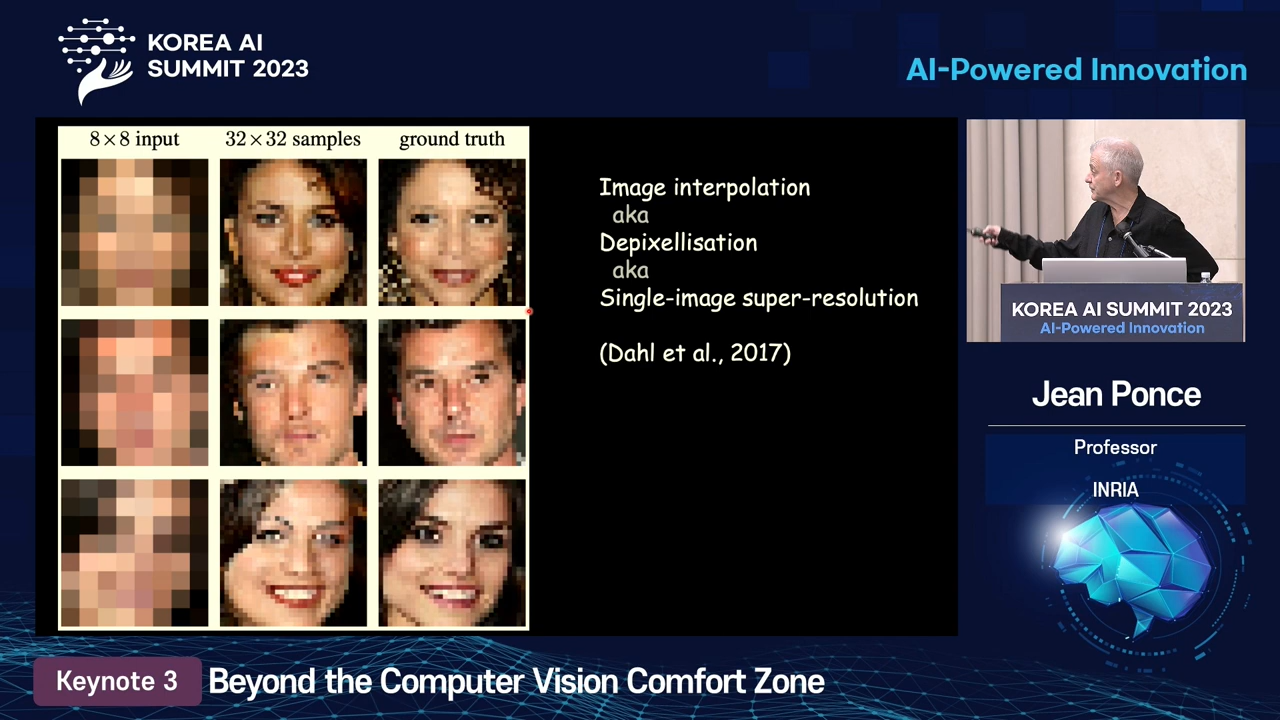 KOREA AI
SUMMIT 2023
AI-Powered Innovation
8×8 input
32×32 samples
ground truth
Image interpolation
aka
Depixellisation
aka
Single-image super-resolution
(Dahl et al., 2017)
KOREA AI SUMMIT 2023
AI-Powered Innovation
Jean Ponce
Professor
INRIA
Keynote 3
Beyond the Computer Vision Comfort Zone